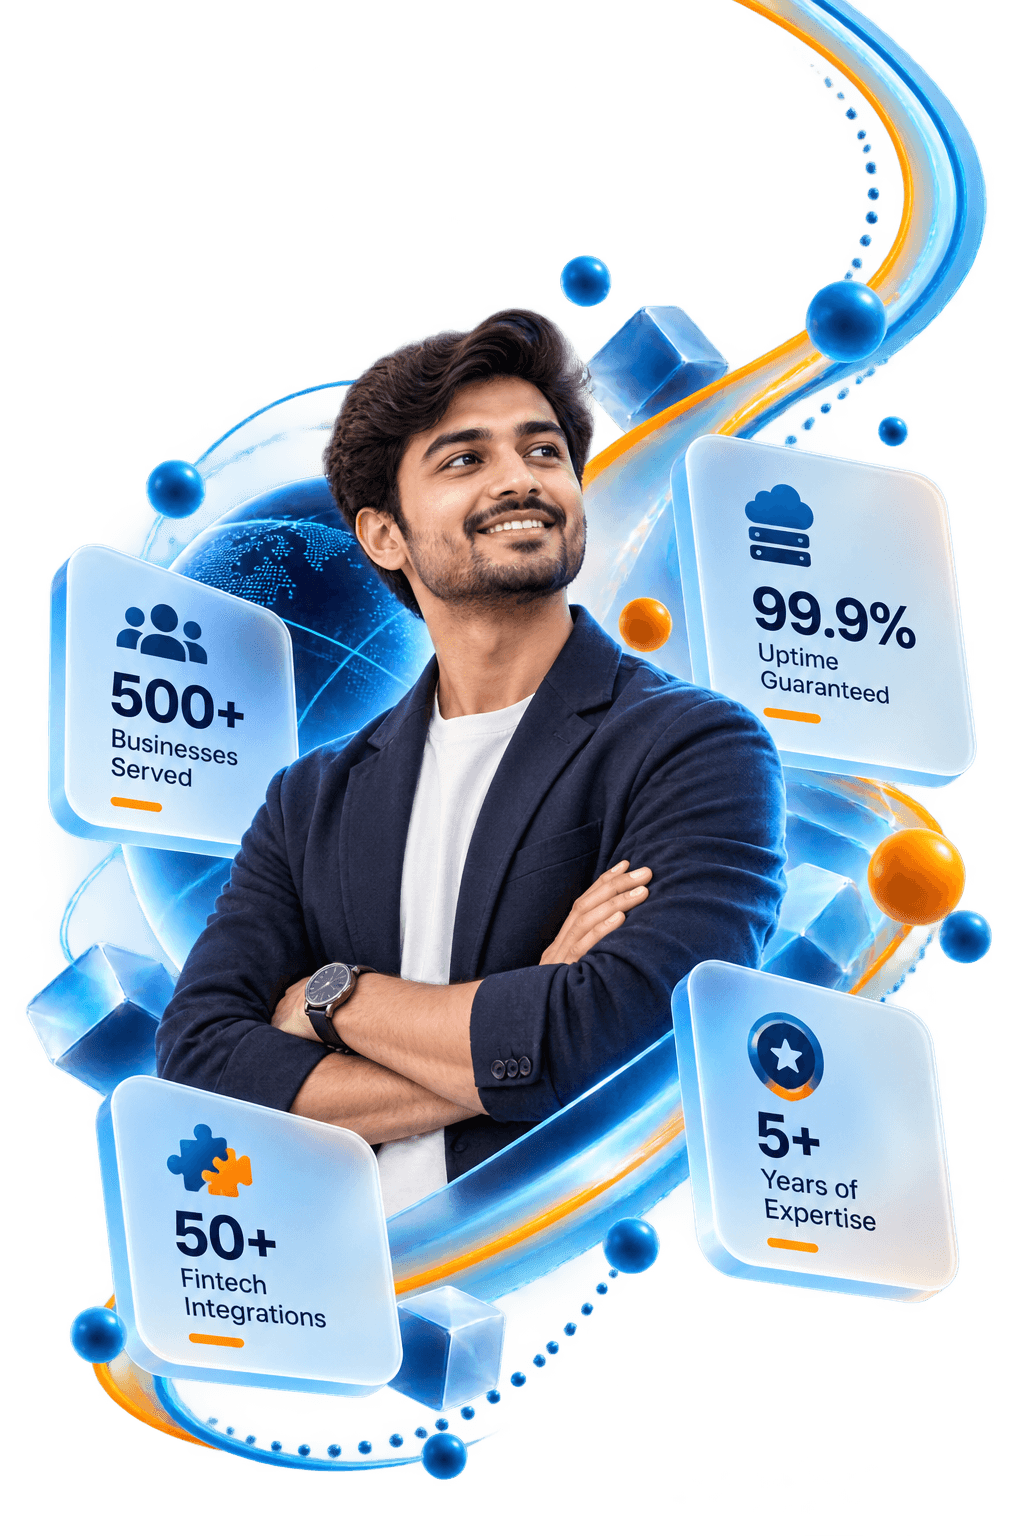 99.9%
Uptime
Guaranteed
500+
Businesses
Served
5+
Years of
Expertise
50+
Fintech
Integrations